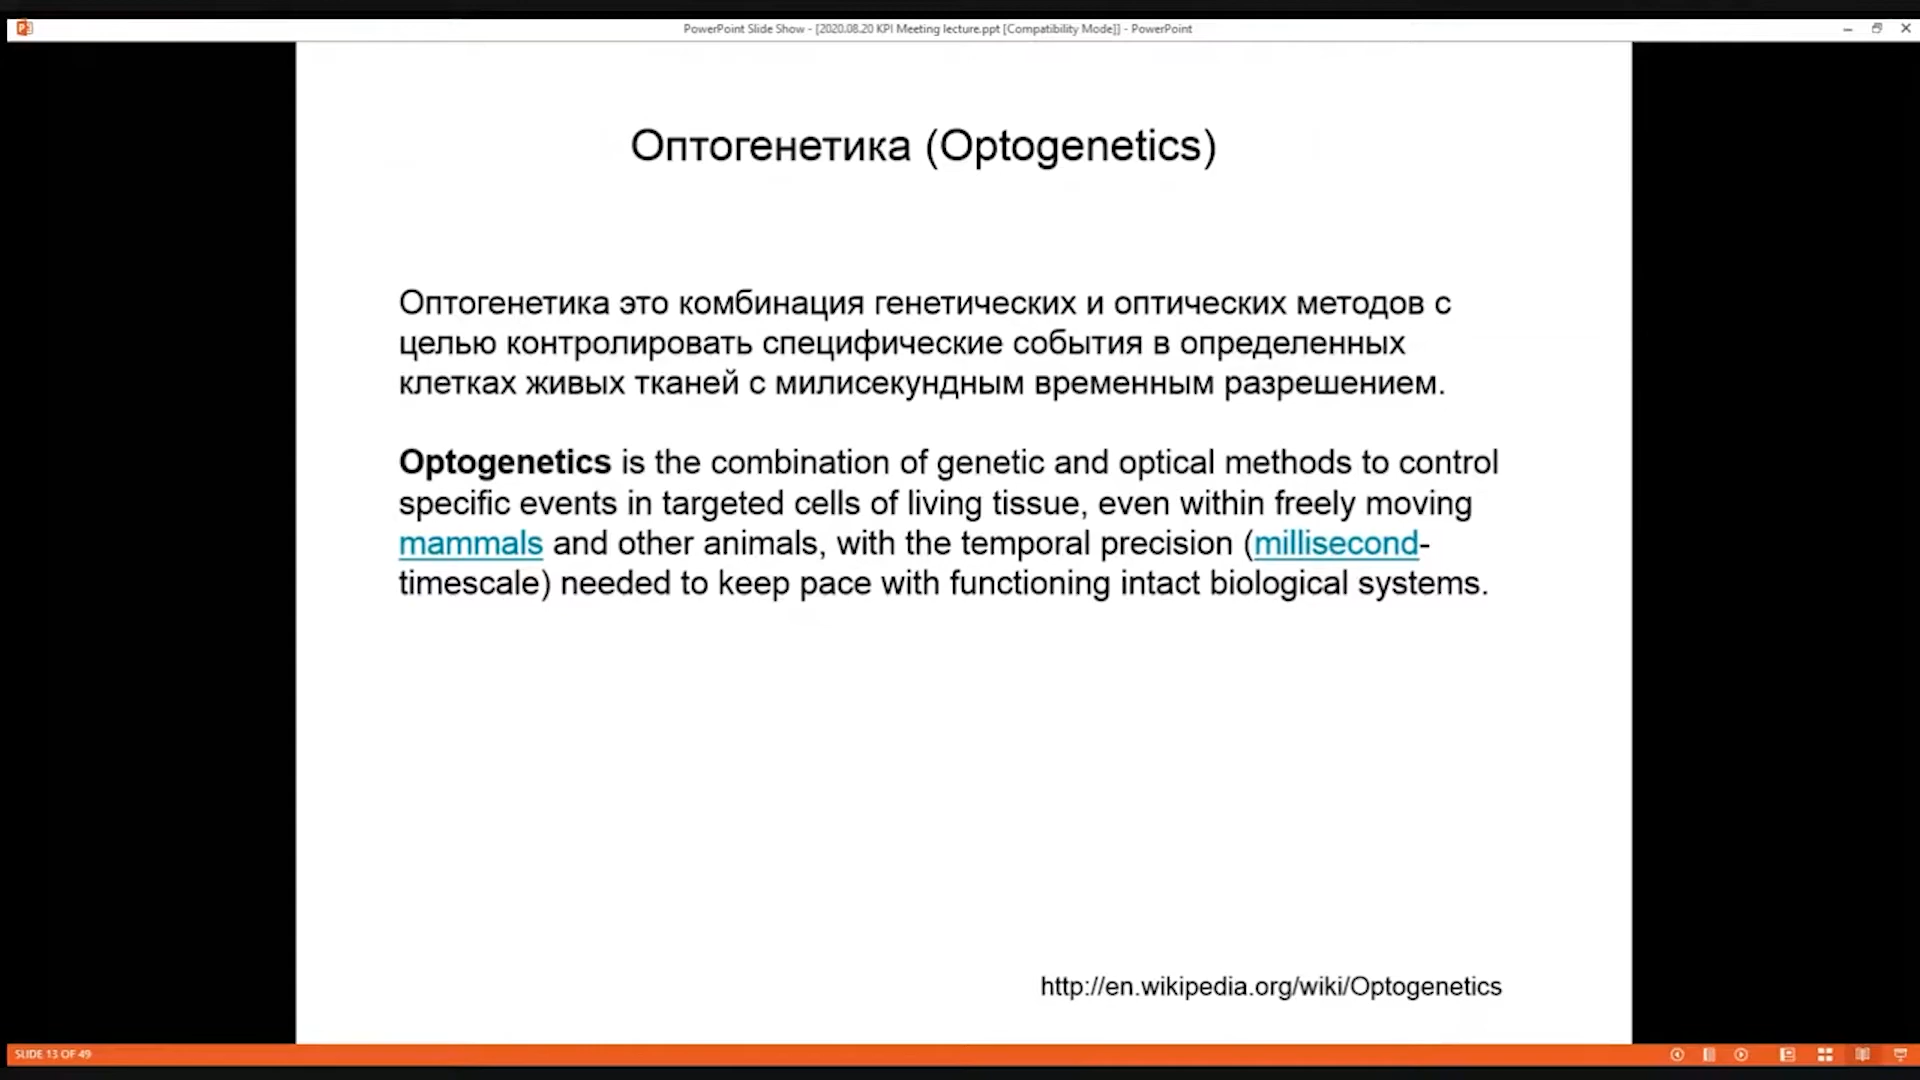 PowerPoint Slide Show - [2020.08.20 KPI Meeting lecture.ppt [Compatibility Mode]] - PowerPoint
Оптогенетика (Optogenetics)
Оптогенетика это комбинация генетических и оптических методов с
целью контролировать специфические события в определенных
клетках живых тканей с милисекундным временным разрешением.
Optogenetics is the combination of genetic and optical methods to control
specific events in targeted cells of living tissue, even within freely moving
mammals and other animals, with the temporal precision (millisecond-
timescale) needed to keep pace with functioning intact biological systems.
http://en.wikipedia.org/wiki/Optogenetics
SLIDE 13 OF 49